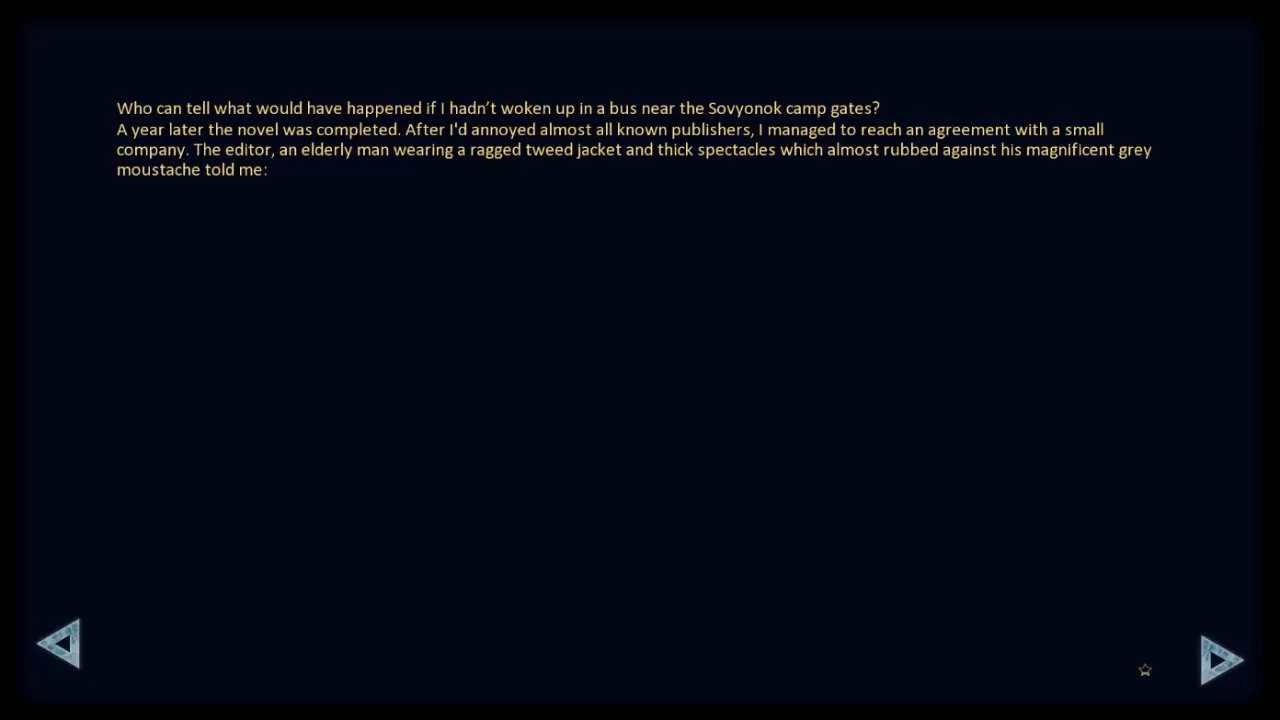 Who can tell what would have happened if I hadn’t woken up in a bus near the Sovyonok camp gates?
A year later the novel was completed. After I'd annoyed almost all known publishers, I managed to reach an agreement with a small
company. The editor, an elderly man wearing a ragged tweed jacket and thick spectacles which almost rubbed against his magnificent grey
moustache told me: